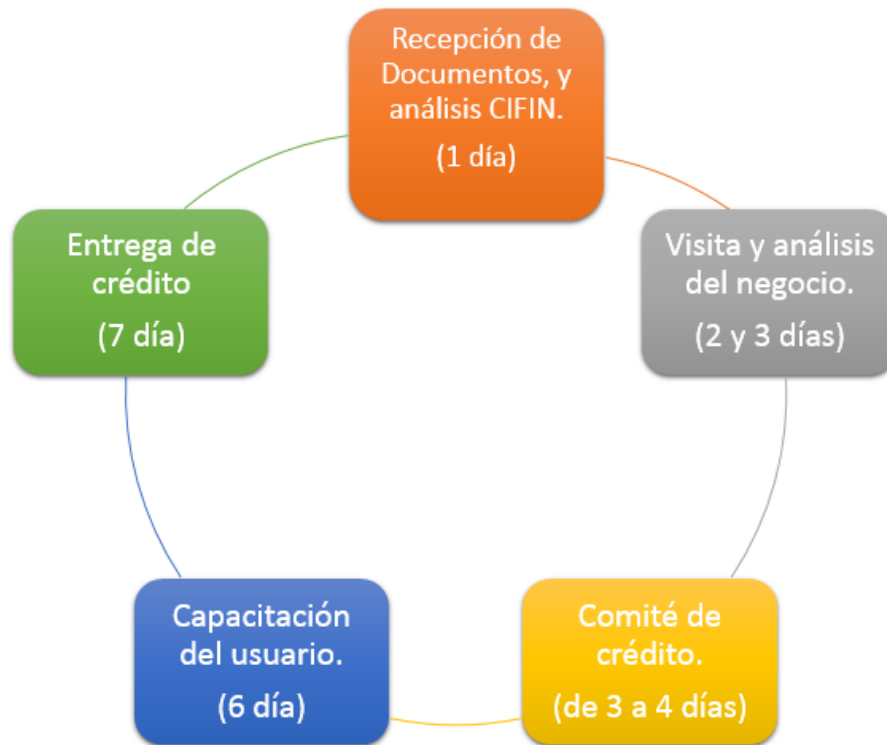 Recepción de
Documentos, y
análisis CIFIN.
(1 día)
Visita y análisis
del negocio.
(2 y 3 días)
Comité de
crédito.
(de 3 a 4 días)
Capacitación
del usuario.
(6 día)
Entrega de
crédito
(7 día)